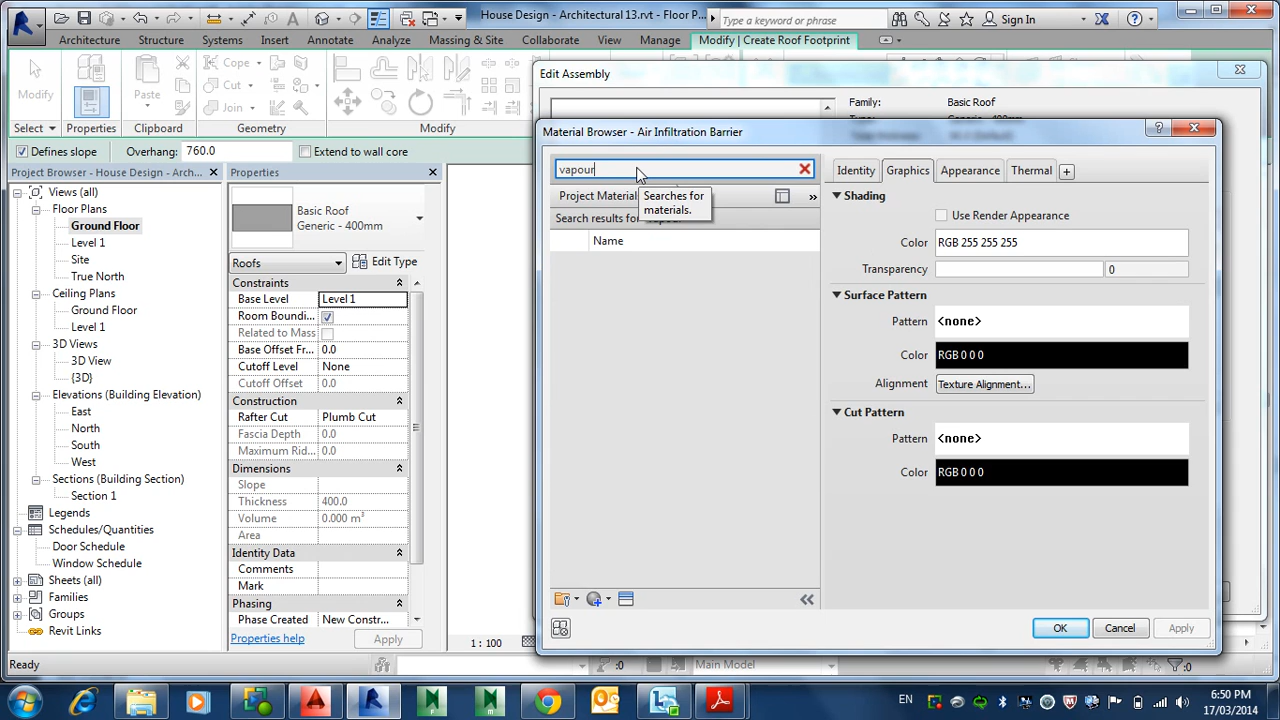 House Design - Architectural 13.rvt - Floor P...
Type a keyword or phrase
Sign In
Architecture Structure Systems Insert Annotate Analyze Massing & Site Collaborate View Manage Modify | Create Roof Footprint
Modify
Paste
Cope
Cut
Join
Select Properties Clipboard Geometry Modify
Defines slope Overhang: 760.0 Extend to wall core
Project Browser - House Design - Architectural 13...
Views (all)
Floor Plans
Ground Floor
Level 1
Site
True North
Ceiling Plans
Ground Floor
Level 1
3D Views
3D View
{3D}
Elevations (Building Elevation)
East
North
South
West
Sections (Building Section)
Section 1
Legends
Schedules/Quantities
Door Schedule
Window Schedule
Sheets (all)
Families
Groups
Revit Links
Properties
Basic Roof
Generic - 400mm
Roofs
Edit Type
Constraints
Base Level Level 1
Room Boundi...
Related to Mass
Base Offset Fr... 0.0
Cutoff Level None
Cutoff Offset 0.0
Construction
Rafter Cut Plumb Cut
Fascia Depth 0.0
Maximum Rid... 0.0
Dimensions
Slope
Thickness 400.0
Volume 0.000 m³
Area
Identity Data
Comments
Mark
Phasing
Phase Created New Constr...
Properties help
Apply
Edit Assembly
Family: Basic Roof
Type: Generic - 400mm
Material Browser - Air Infiltration Barrier
vapour
Project Material
Searches for
materials.
Search results for
Name
Identity Graphics Appearance Thermal
Shading
Use Render Appearance
Color RGB 255 255 255
Transparency 0
Surface Pattern
Pattern <none>
Color RGB 0 0 0
Alignment Texture Alignment...
Cut Pattern
Pattern <none>
Color RGB 0 0 0
OK Cancel Apply
1 : 100
Ready
:0
Main Model
:0
EN
6:50 PM
17/03/2014